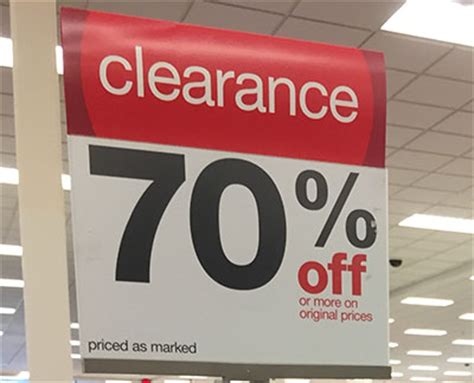 clearance
70%
off
or more on
original prices
priced as marked